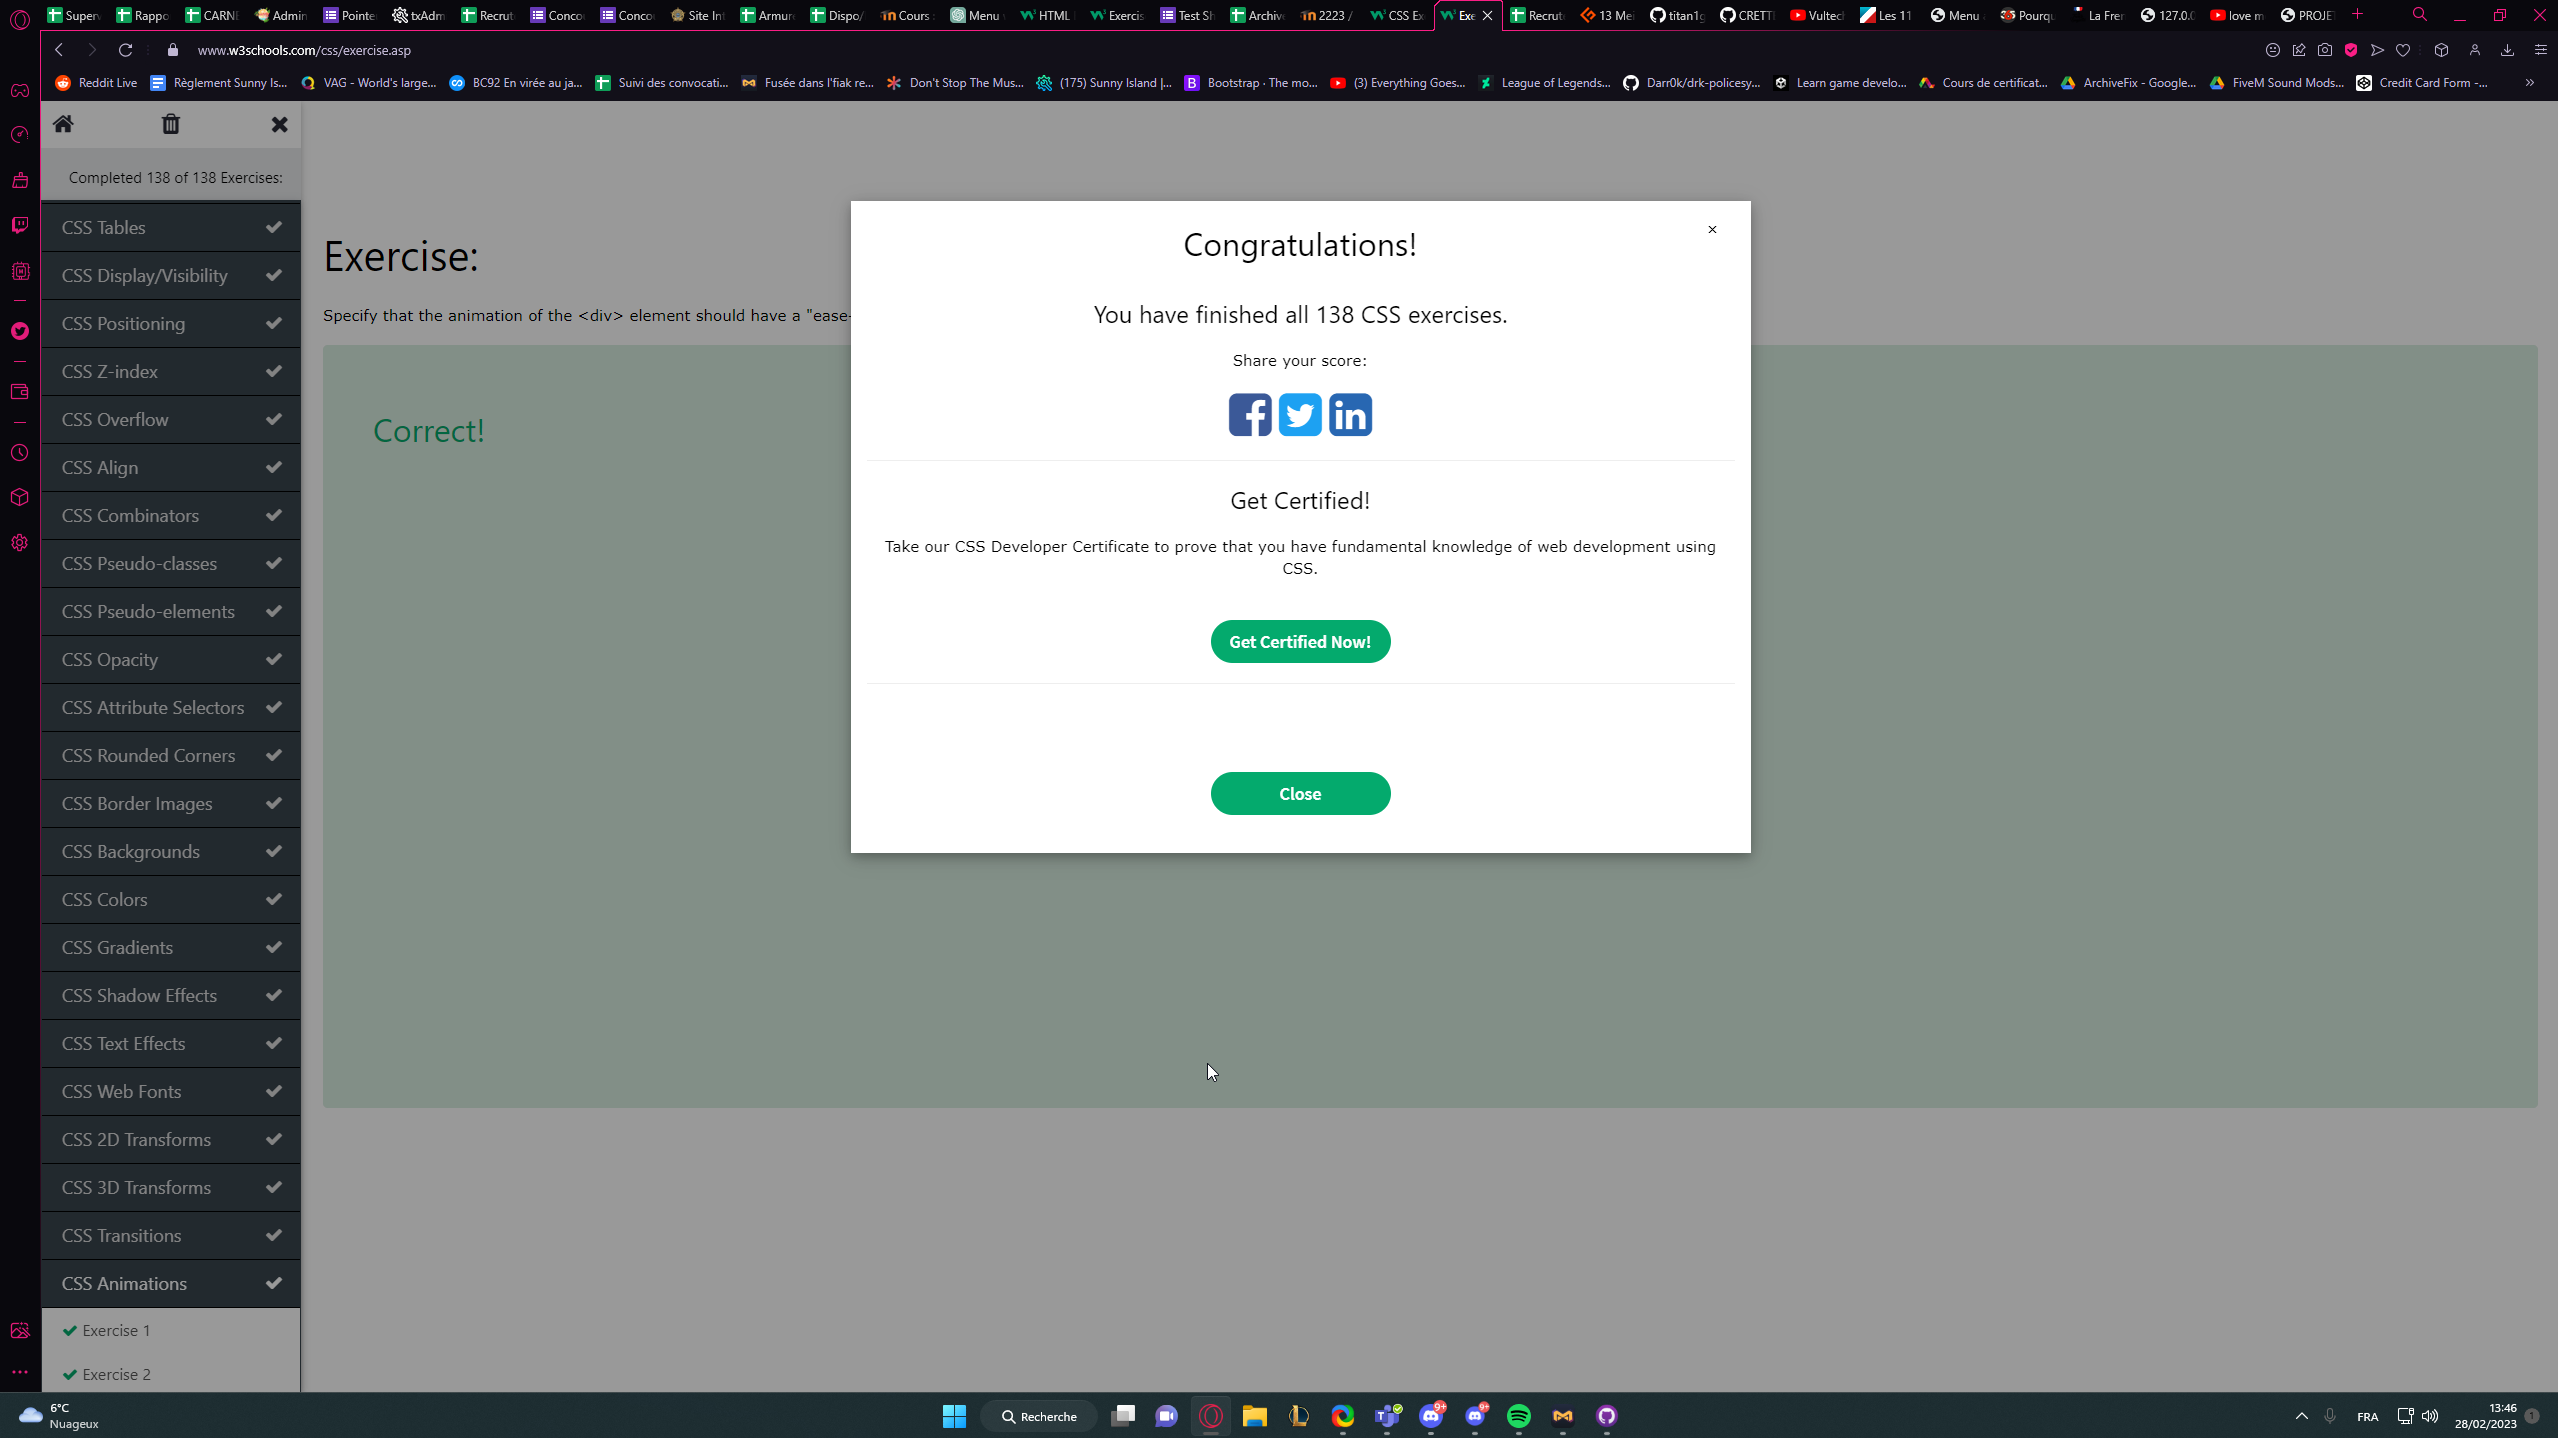 Superv
Rappo
CARNE
Admin
Pointe
txAdm
Recrut
Conco
Conco
Site In
Armur
Dispo/
Cours
Menu
HTML
Exercis
Test Sh
Archiv
2223 /
CSS Ex
Exe
Recrut
13 Mei
titan1g
CRETTI
Vultech
Les 11
Menu
Pourqu
La Fren
127.0.0
love m
PROJET
www.w3schools.com/css/exercise.asp
Reddit Live
Règlement Sunny Is...
VAG - World's large...
BC92 En virée au ja...
Suivi des convocati...
Fusée dans l'fiak re...
Don't Stop The Mus...
(175) Sunny Island |...
Bootstrap · The mo...
(3) Everything Goes...
League of Legends...
Darr0k/drk-policesy...
Learn game develo...
Cours de certificat...
ArchiveFix - Google...
FiveM Sound Mods...
Credit Card Form -...
»
Completed 138 of 138 Exercises:
CSS Tables
CSS Display/Visibility
CSS Positioning
CSS Z-index
CSS Overflow
CSS Align
CSS Combinators
CSS Pseudo-classes
CSS Pseudo-elements
CSS Opacity
CSS Attribute Selectors
CSS Rounded Corners
CSS Border Images
CSS Backgrounds
CSS Colors
CSS Gradients
CSS Shadow Effects
CSS Text Effects
CSS Web Fonts
CSS 2D Transforms
CSS 3D Transforms
CSS Transitions
CSS Animations
Exercise 1
Exercise 2
Exercise:
Specify that the animation of the <div> element should have a "ease-
Correct!
×
Congratulations!
You have finished all 138 CSS exercises.
Share your score:
Get Certified!
Take our CSS Developer Certificate to prove that you have fundamental knowledge of web development using
CSS.
Get Certified Now!
Close
6°C
Nuageux
Recherche
9+
9+
FRA
13:46
28/02/2023
1